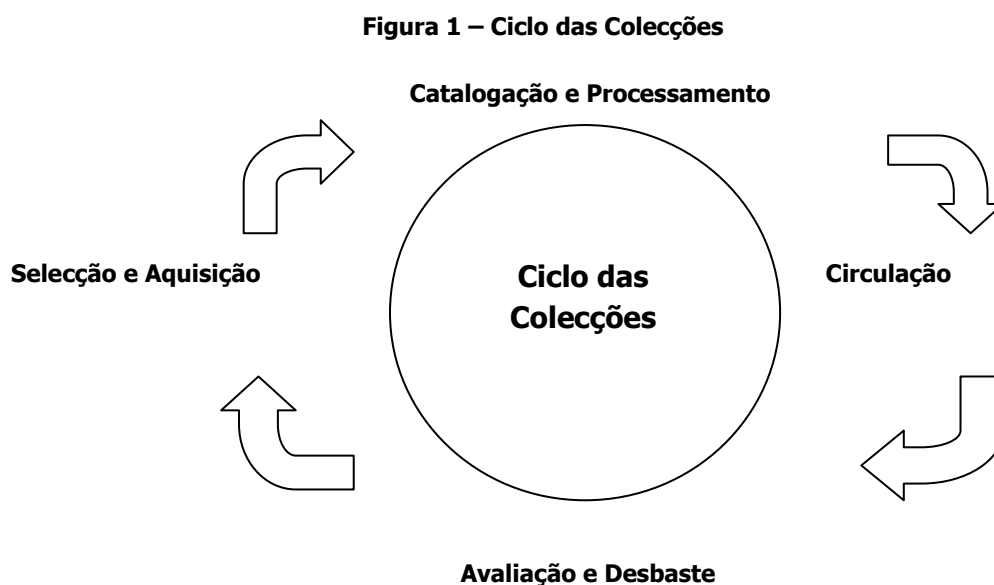 Figura 1 – Ciclo das Colecções
Catalogação e Processamento
Selecção e Aquisição
Ciclo das
Colecções
Circulação
Avaliação e Desbaste